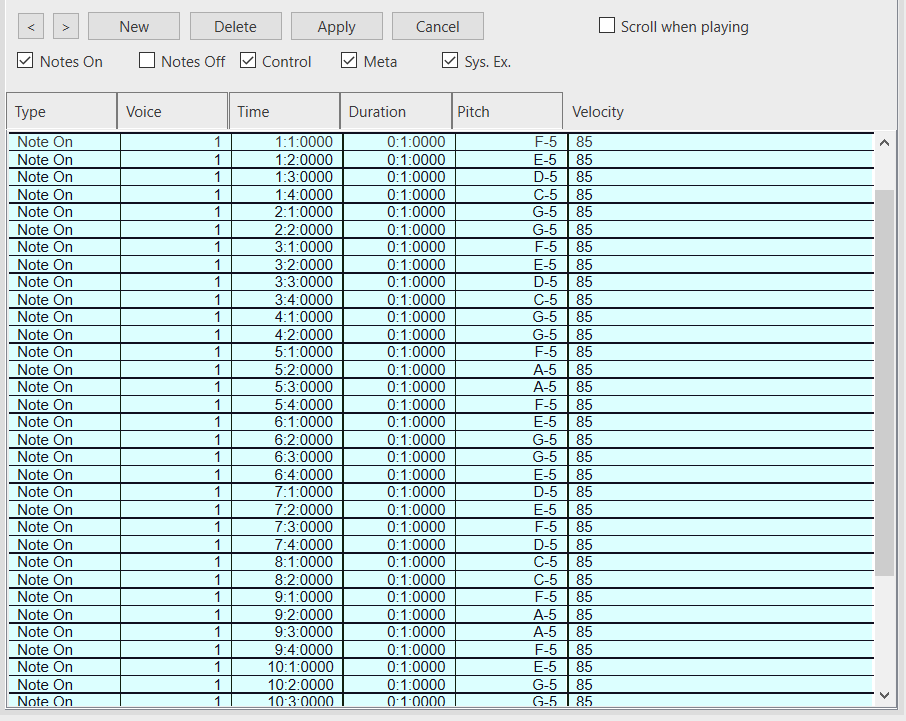 < > New Delete Apply Cancel Scroll when playing
Notes On Notes Off Control Meta Sys. Ex.
Type Voice Time Duration Pitch Velocity
Note On 1 1:1:0000 0:1:0000 F-5 85
Note On 1 1:2:0000 0:1:0000 E-5 85
Note On 1 1:3:0000 0:1:0000 D-5 85
Note On 1 1:4:0000 0:1:0000 C-5 85
Note On 1 2:1:0000 0:1:0000 G-5 85
Note On 1 2:2:0000 0:1:0000 G-5 85
Note On 1 3:1:0000 0:1:0000 F-5 85
Note On 1 3:2:0000 0:1:0000 E-5 85
Note On 1 3:3:0000 0:1:0000 D-5 85
Note On 1 3:4:0000 0:1:0000 C-5 85
Note On 1 4:1:0000 0:1:0000 G-5 85
Note On 1 4:2:0000 0:1:0000 G-5 85
Note On 1 5:1:0000 0:1:0000 F-5 85
Note On 1 5:2:0000 0:1:0000 A-5 85
Note On 1 5:3:0000 0:1:0000 A-5 85
Note On 1 5:4:0000 0:1:0000 F-5 85
Note On 1 6:1:0000 0:1:0000 E-5 85
Note On 1 6:2:0000 0:1:0000 G-5 85
Note On 1 6:3:0000 0:1:0000 G-5 85
Note On 1 6:4:0000 0:1:0000 E-5 85
Note On 1 7:1:0000 0:1:0000 D-5 85
Note On 1 7:2:0000 0:1:0000 E-5 85
Note On 1 7:3:0000 0:1:0000 F-5 85
Note On 1 7:4:0000 0:1:0000 D-5 85
Note On 1 8:1:0000 0:1:0000 C-5 85
Note On 1 8:2:0000 0:1:0000 C-5 85
Note On 1 9:1:0000 0:1:0000 F-5 85
Note On 1 9:2:0000 0:1:0000 A-5 85
Note On 1 9:3:0000 0:1:0000 A-5 85
Note On 1 9:4:0000 0:1:0000 F-5 85
Note On 1 10:1:0000 0:1:0000 E-5 85
Note On 1 10:2:0000 0:1:0000 G-5 85
Note On 1 10:3:0000 0:1:0000 G-5 85